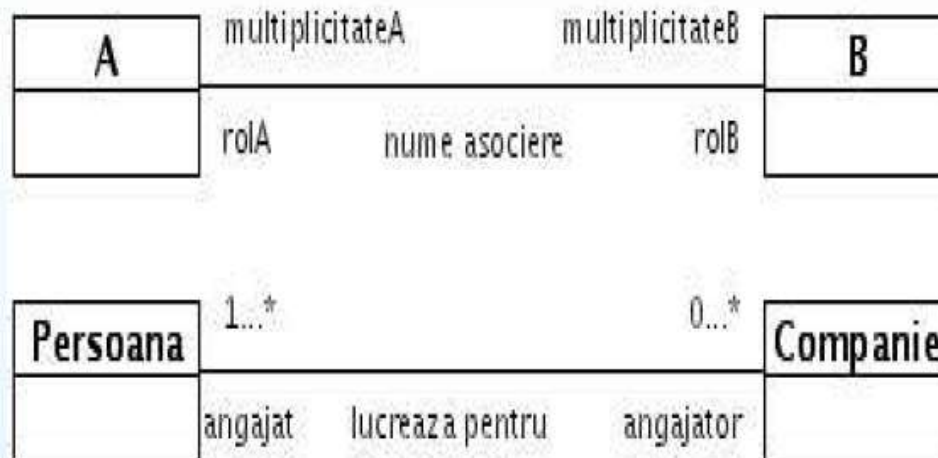 multiplicitateA multiplicitateB
A B
rolA nume asociere rolB
1...* 0...*
Persoana Companie
angajat lucreaza pentru angajator